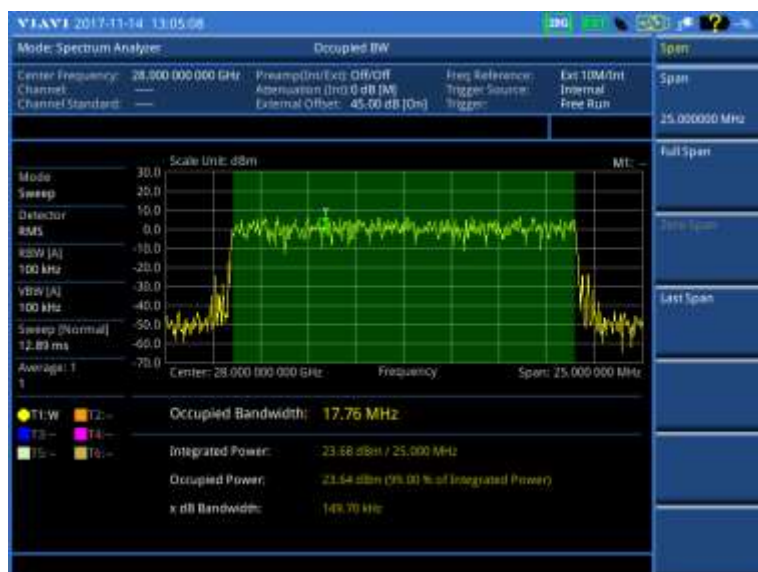 VIAVI 2017-11-14 13:05:08
Mode: Spectrum Analyzer Occupied BW
Span
Center Frequency: 28.000 000 000 GHz
Channel: ---
Channel Standard: ---
Preamp(Int/Ext): Off/Off
Attenuation (Int): 0 dB [M]
External Offset: 45.00 dB [On]
Freq Reference: Ext 10M/Int
Trigger Source: Internal
Trigger: Free Run
Span
25.000000 MHz
Full Span
Zero Span
Last Span
Scale Unit: dBm
M1: --
Mode
Sweep
Detector
RMS
RBW [A]
100 kHz
VBW [A]
100 kHz
Sweep [Normal]
12.89 ms
Average: 1
1
30.0
20.0
10.0
0.0
-10.0
-20.0
-30.0
-40.0
-50.0
-60.0
-70.0
Center: 28.000 000 000 GHz Frequency Span: 25.000 000 MHz
T1:W T2:--
T3:-- T4:--
T5:-- T6:--
Occupied Bandwidth: 17.76 MHz
Integrated Power: 23.68 dBm / 25.000 MHz
Occupied Power: 23.64 dBm (99.00 % of Integrated Power)
x dB Bandwidth: 149.70 kHz